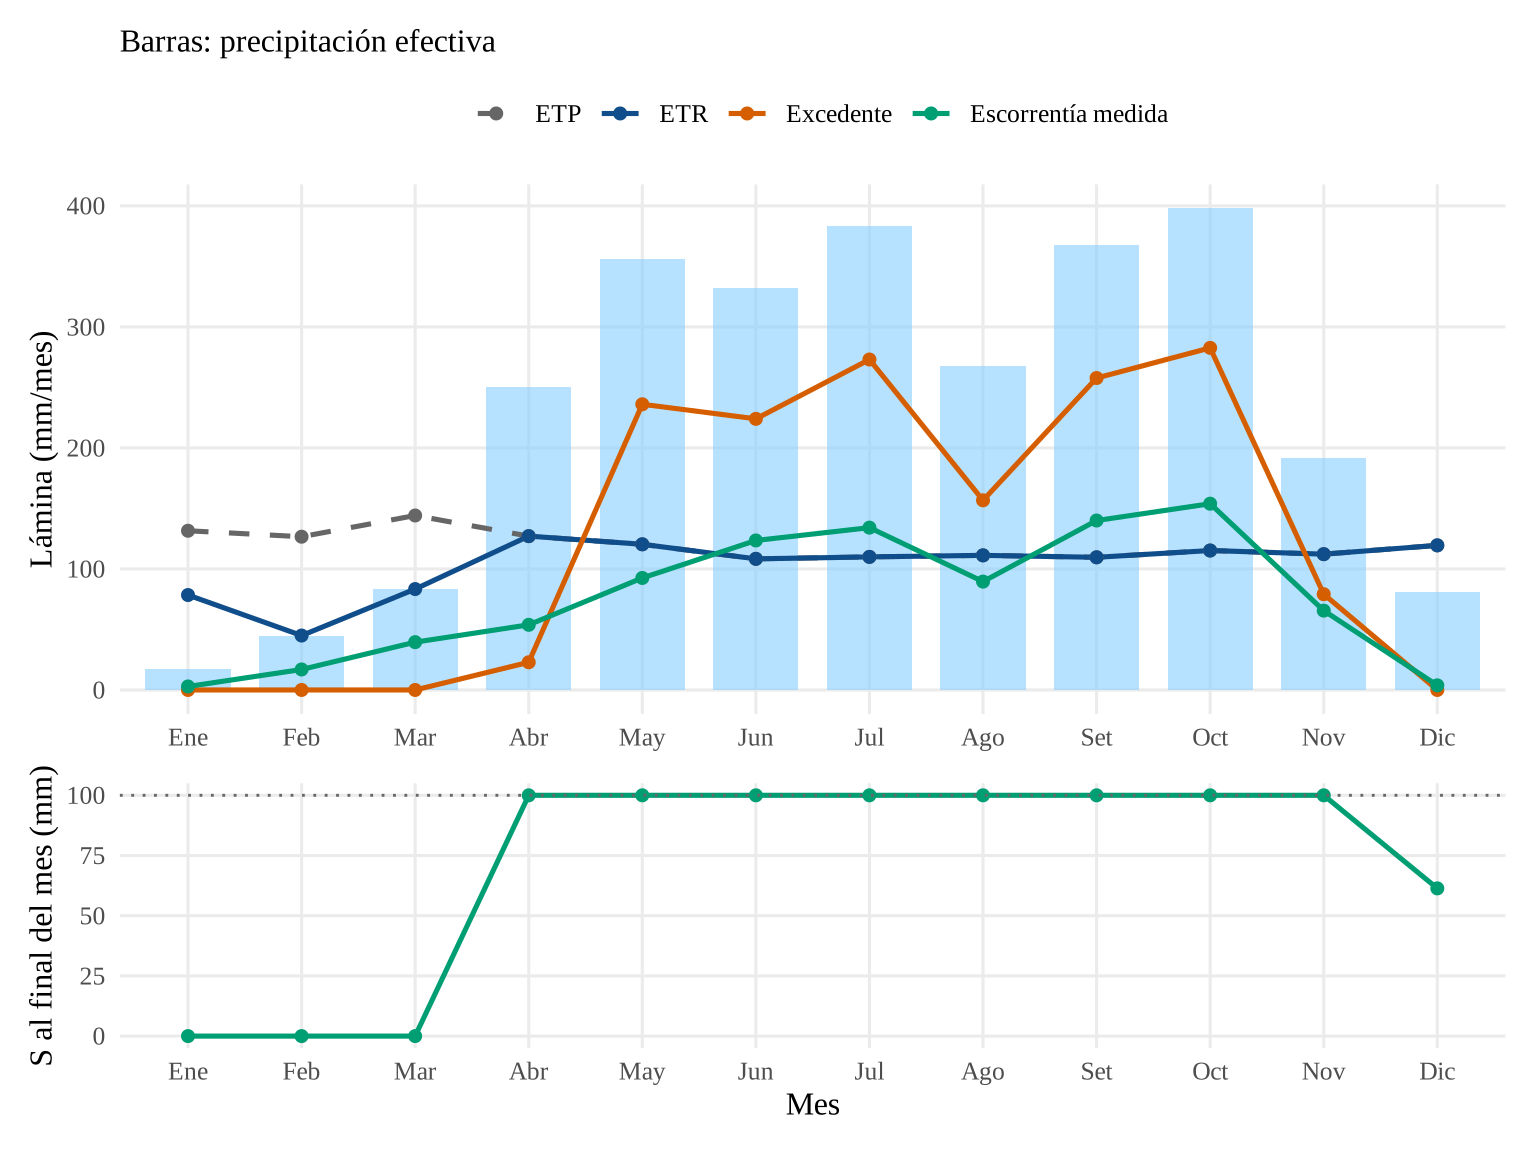 Barras: precipitación efectiva
ETP ETR Excedente Escorrentía medida
Lámina (mm/mes)
400
300
200
100
0
Ene Feb Mar Abr May Jun Jul Ago Set Oct Nov Dic
S al final del mes (mm)
100
75
50
25
0
Ene Feb Mar Abr May Jun Jul Ago Set Oct Nov Dic
Mes